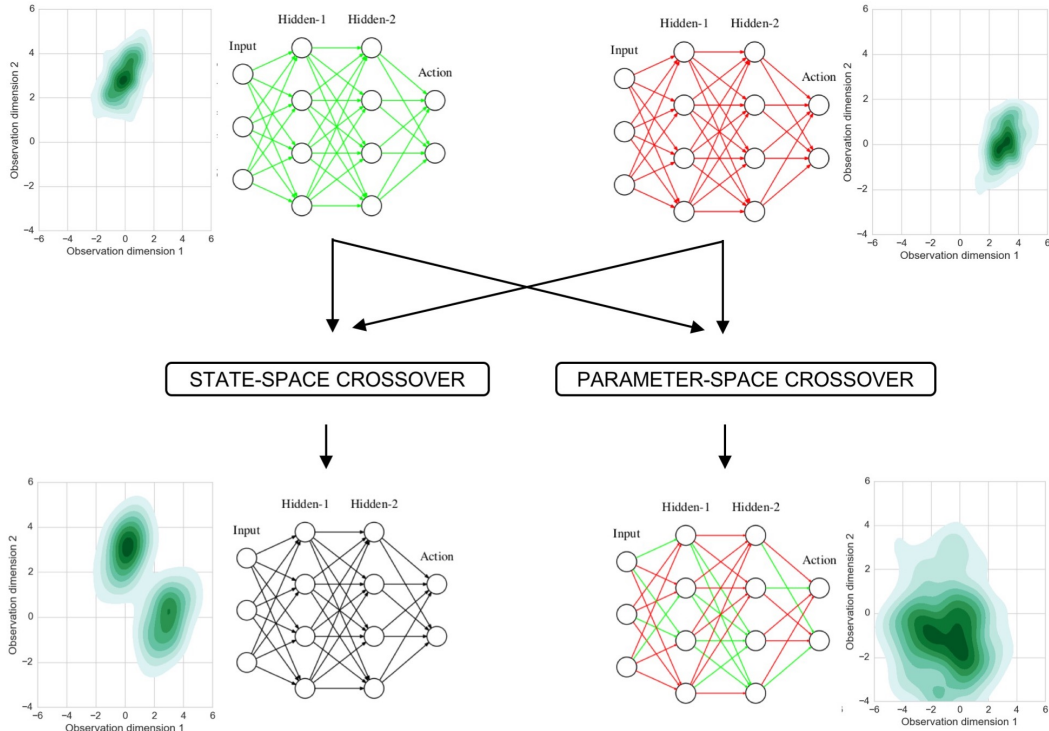 6
4
2
0
−2
−4
−6
−4
−2
0
2
4
6
Observation dimension 1
Observation dimension 2
Hidden-1
Hidden-2
Input
Action
Hidden-1
Hidden-2
Input
Action
6
4
2
0
−2
−4
−6
−4
−2
0
2
4
6
Observation dimension 1
Observation dimension 2
STATE-SPACE CROSSOVER
PARAMETER-SPACE CROSSOVER
6
4
2
0
−2
−4
−6
−4
−2
0
2
4
6
Observation dimension 1
Observation dimension 2
Hidden-1
Hidden-2
Input
Action
Hidden-1
Hidden-2
Input
Action
6
4
2
0
−2
−4
−6
−4
−2
0
2
4
6
Observation dimension 1
Observation dimension 2